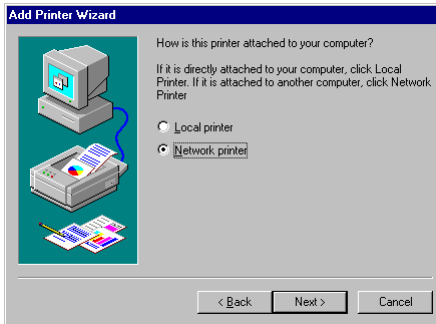 Add Printer Wizard
How is this printer attached to your computer?
If it is directly attached to your computer, click Local
Printer. If it is attached to another computer, click Network
Printer
Local printer
Network printer
< Back Next > Cancel